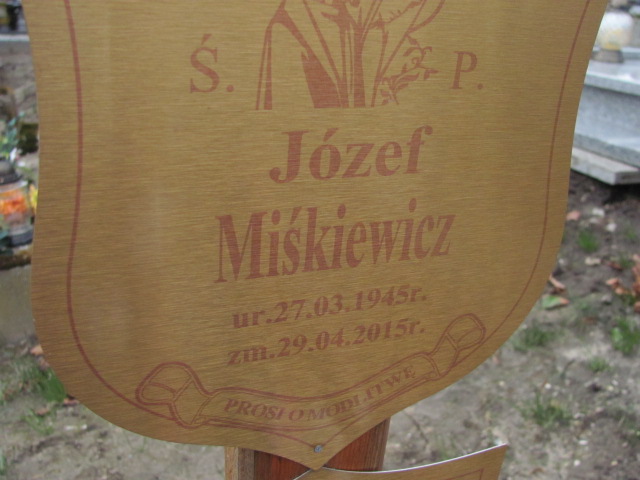 Ś. P.
Józef
Miśkiewicz
ur.27.03.1945r.
zm.29.04.2015r.
PROSI O MODLITWĘ